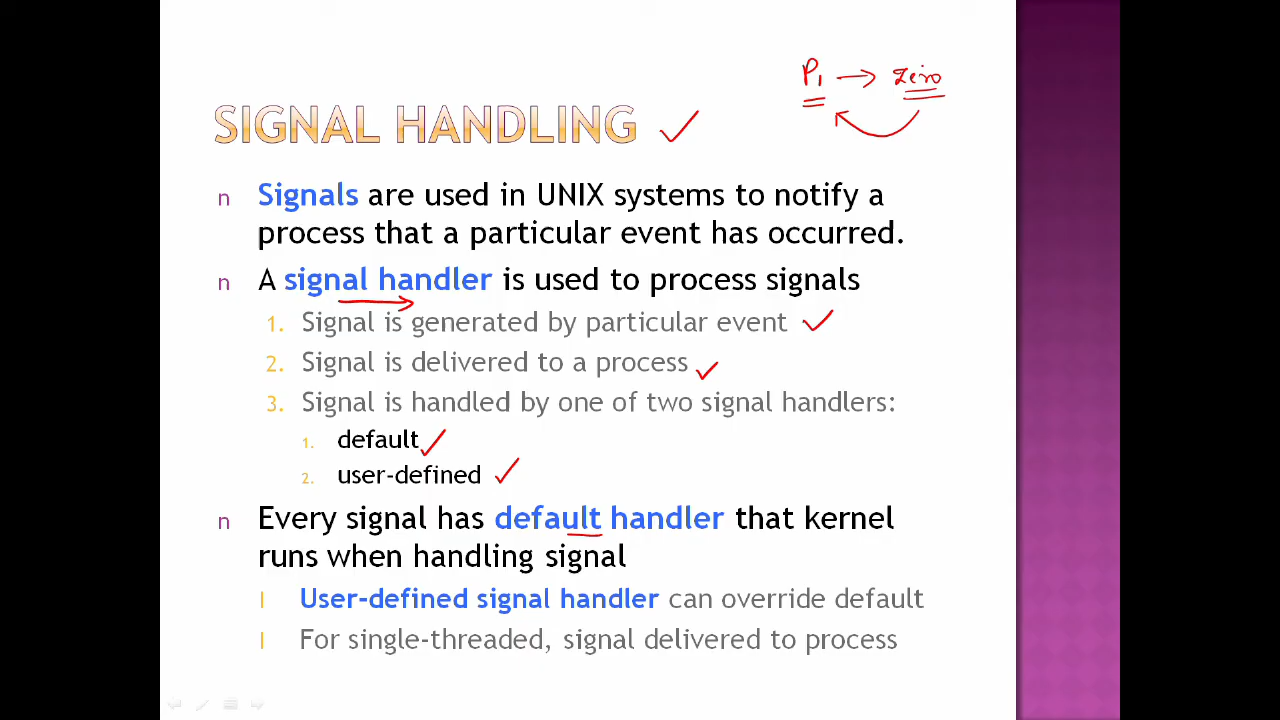 P1 → Zero
SIGNAL HANDLING
n Signals are used in UNIX systems to notify a
process that a particular event has occurred.
n A signal handler is used to process signals
1. Signal is generated by particular event
2. Signal is delivered to a process
3. Signal is handled by one of two signal handlers:
1. default
2. user-defined
n Every signal has default handler that kernel
runs when handling signal
l User-defined signal handler can override default
l For single-threaded, signal delivered to process